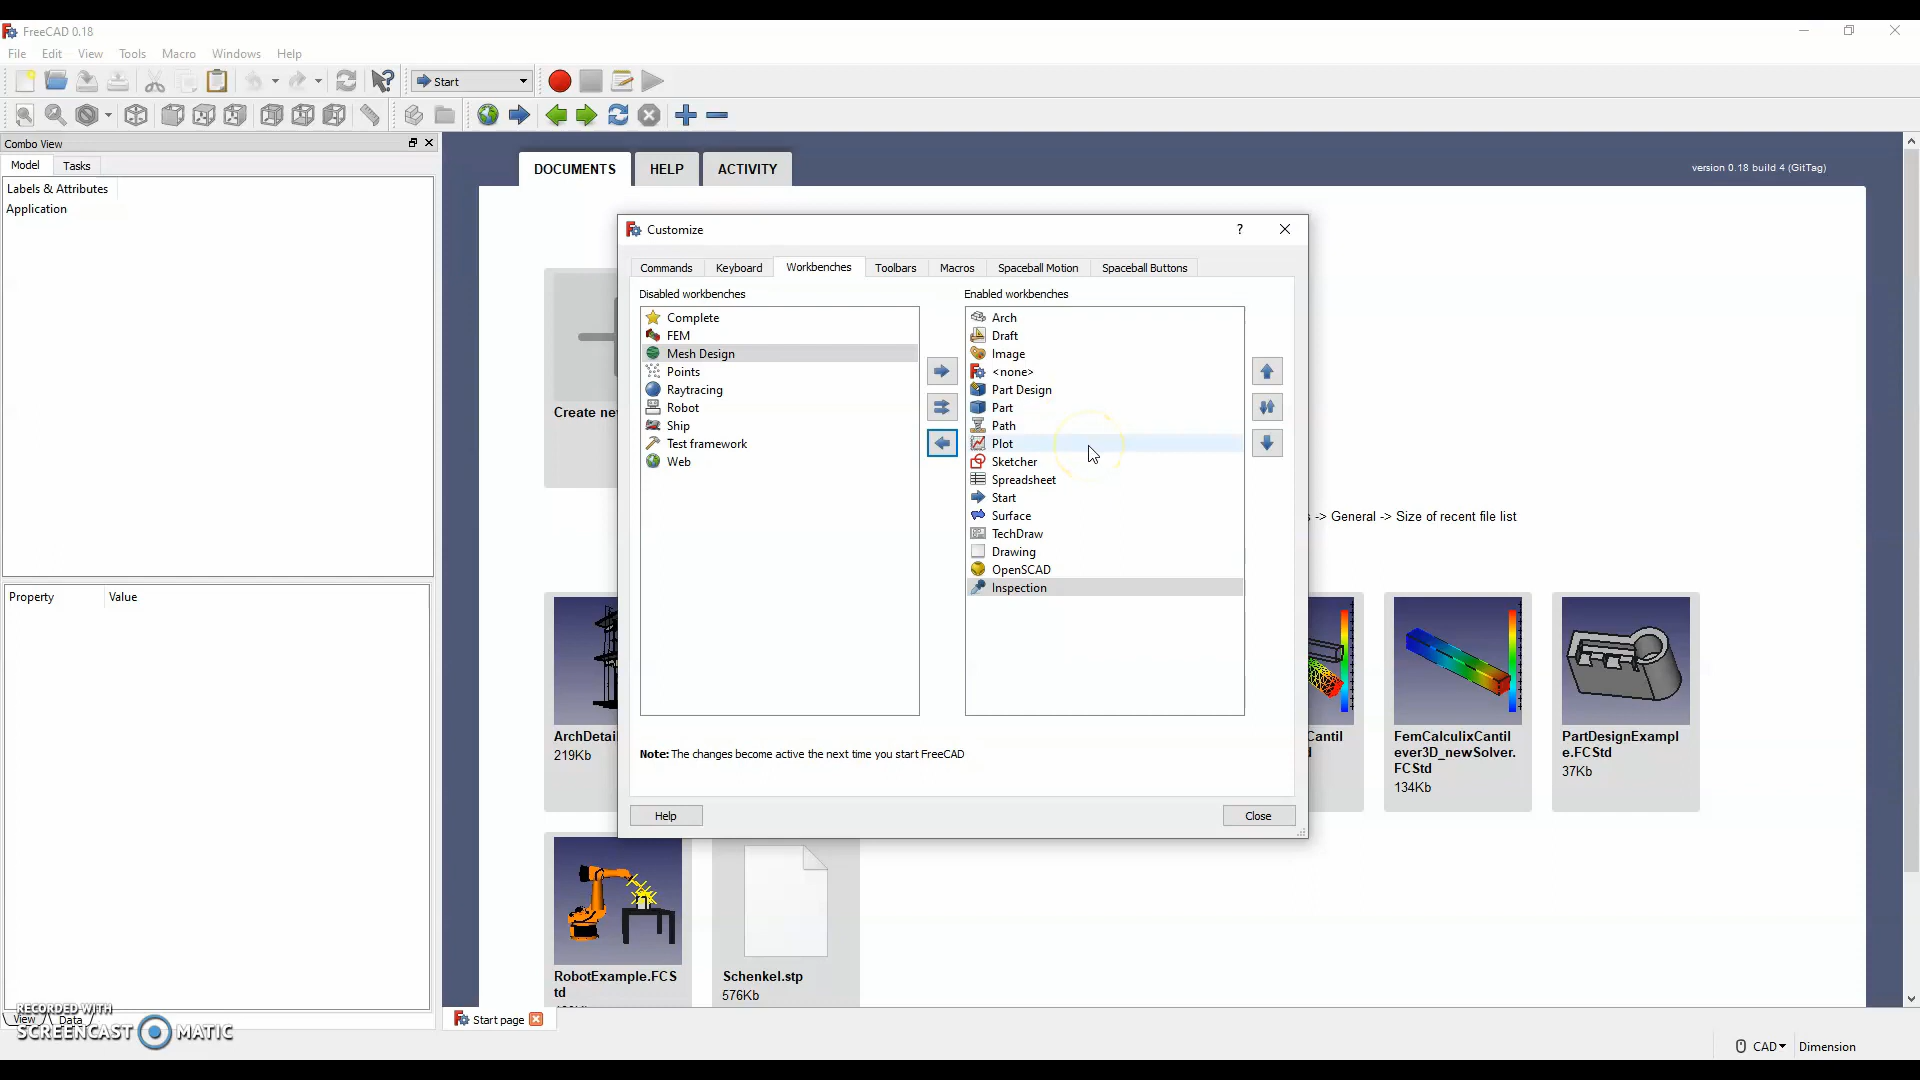 FreeCAD 0.18
File Edit View Tools Macro Windows Help
Start
Combo View
Model Tasks
Labels & Attributes
Application
Property Value
View Data
RECORDED WITH
SCREENCAST MATIC
DOCUMENTS HELP ACTIVITY
version 0.18 build 4 (GitTag)
Create ne
-> General -> Size of recent file list
Customize
?
Commands Keyboard Workbenches Toolbars Macros Spaceball Motion Spaceball Buttons
Disabled workbenches
Complete
FEM
Mesh Design
Points
Raytracing
Robot
Ship
Test framework
Web
Enabled workbenches
Arch
Draft
Image
<none>
Part Design
Part
Path
Plot
Sketcher
Spreadsheet
Start
Surface
TechDraw
Drawing
OpenSCAD
Inspection
Note: The changes become active the next time you start FreeCAD
Help Close
ArchDetai
219Kb
Cantil
FemCalculixCantil
ever3D_newSolver.
FCStd
134Kb
PartDesignExampl
e.FCStd
37Kb
RobotExample.FCS
td
Schenkel.stp
576Kb
Start page
CAD Dimension